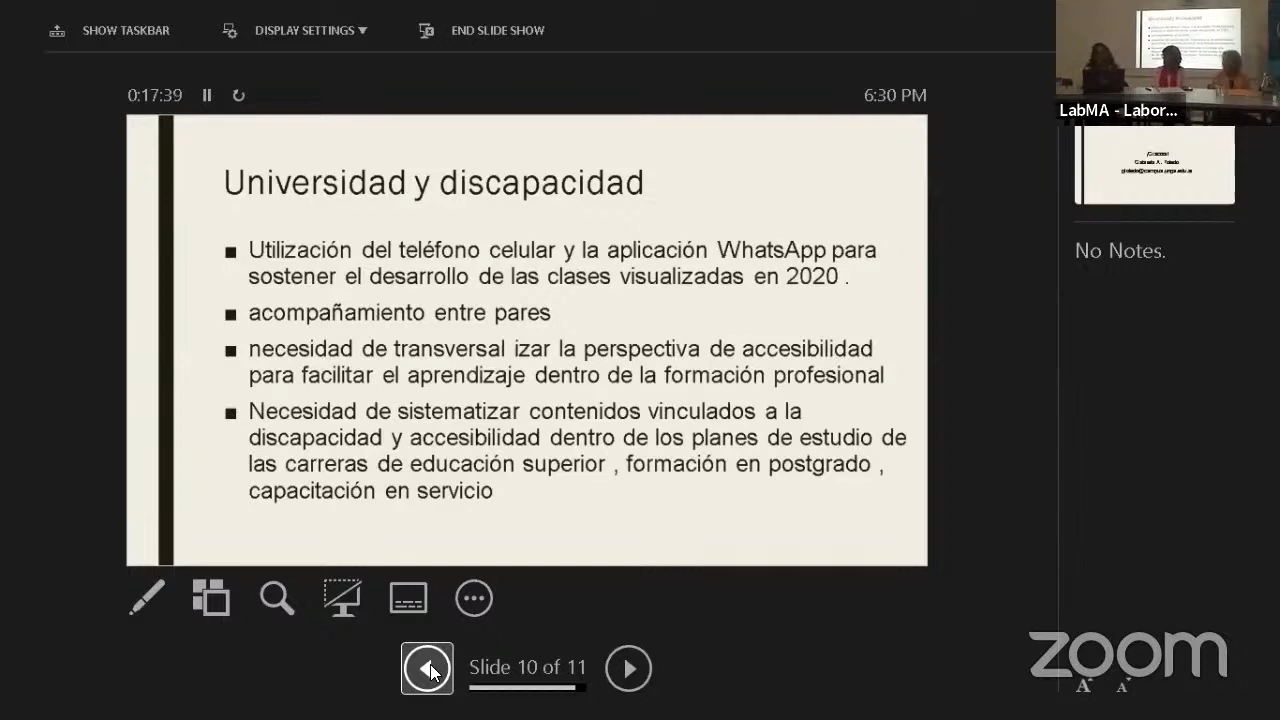 SHOW TASKBAR
DISPLAY SETTINGS
END SLIDE SHOW
0:17:39
6:30 PM
LabMA - Labor...
Universidad y discapacidad
Utilización del teléfono celular y la aplicación WhatsApp para
sostener el desarrollo de las clases visualizadas en 2020 .
acompañamiento entre pares
necesidad de transversal izar la perspectiva de accesibilidad
para facilitar el aprendizaje dentro de la formación profesional
Necesidad de sistematizar contenidos vinculados a la
discapacidad y accesibilidad dentro de los planes de estudio de
las carreras de educación superior , formación en postgrado ,
capacitación en servicio
No Notes.
Slide 10 of 11
zoom
A A